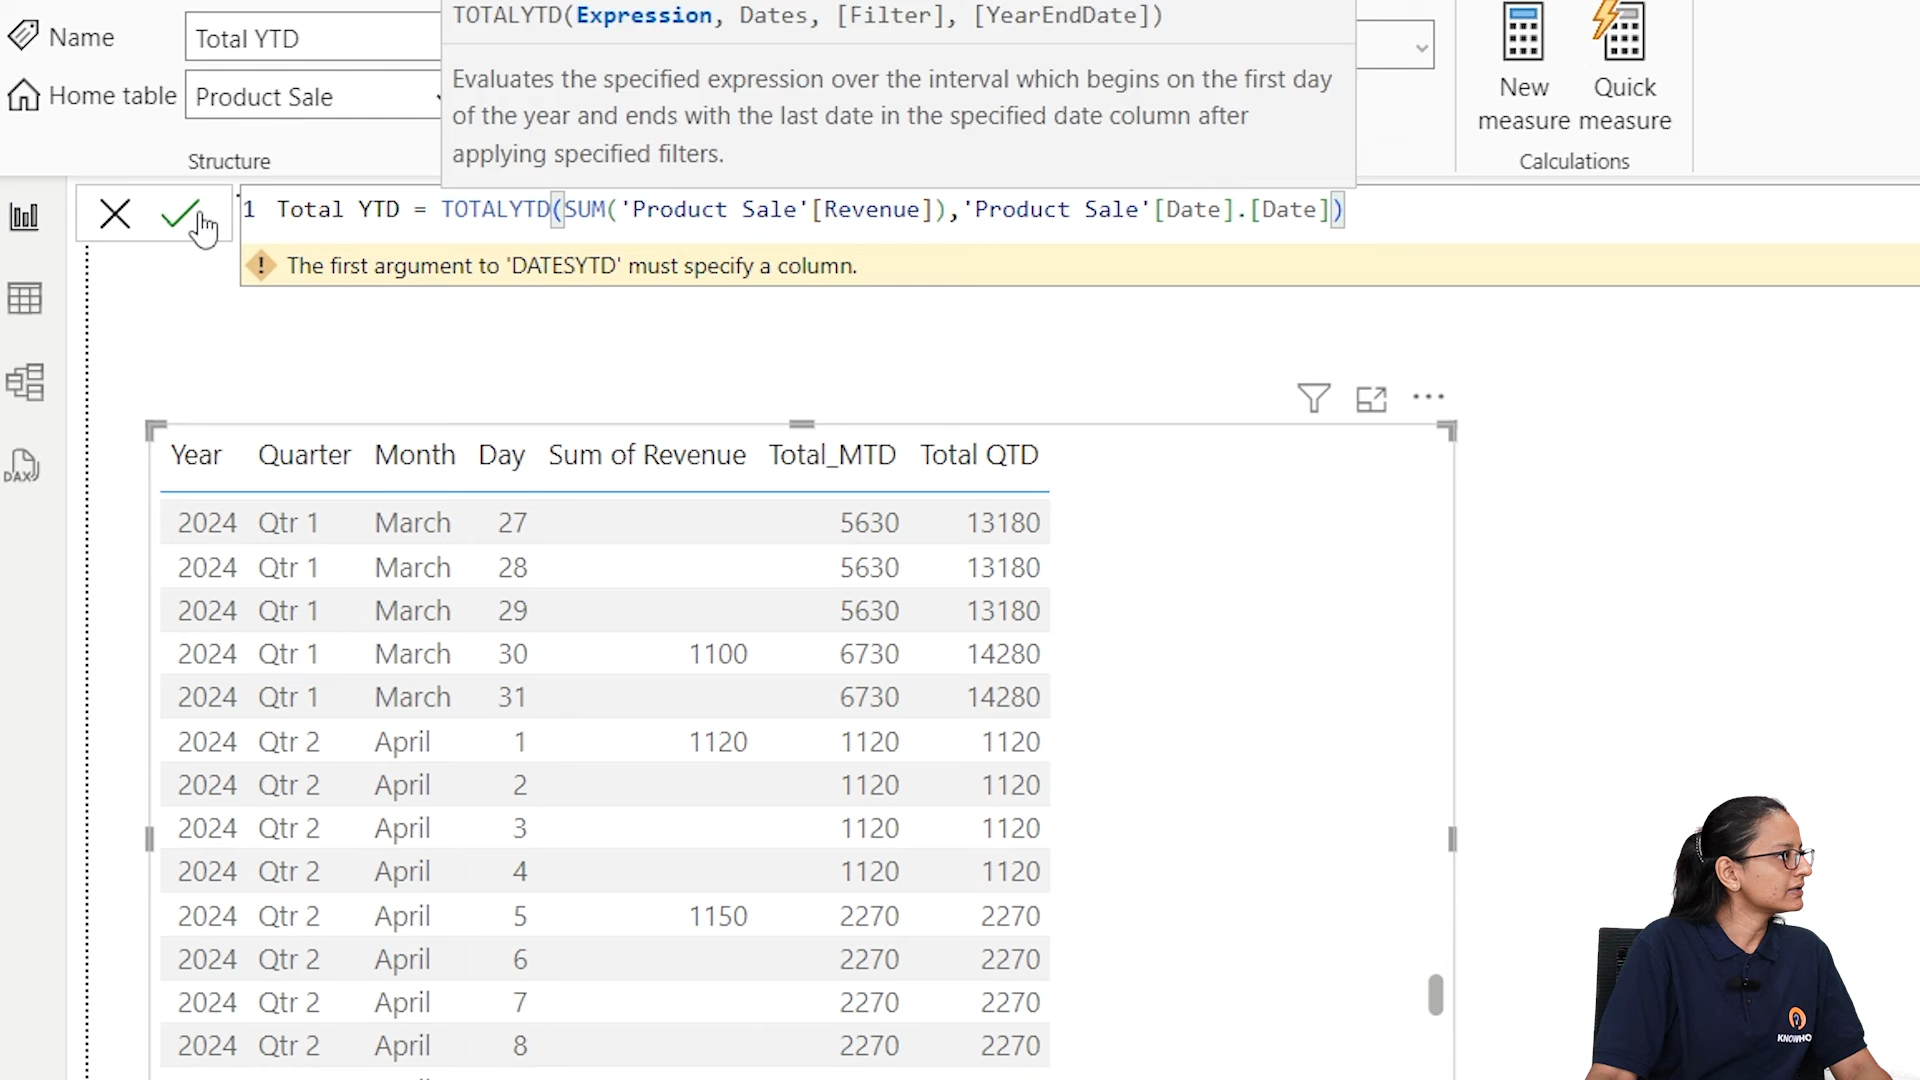 Name
Total YTD
Home table
Product Sale
Structure
TOTALYTD(Expression, Dates, [Filter], [YearEndDate])
Evaluates the specified expression over the interval which begins on the first day
of the year and ends with the last date in the specified date column after
applying specified filters.
New
measure
Quick
measure
Calculations
1 Total YTD = TOTALYTD(SUM('Product Sale'[Revenue]),'Product Sale'[Date].[Date])
The first argument to 'DATESYTD' must specify a column.
DAX
Year Quarter Month Day Sum of Revenue Total_MTD Total QTD
2024 Qtr 1 March 27 5630 13180
2024 Qtr 1 March 28 5630 13180
2024 Qtr 1 March 29 5630 13180
2024 Qtr 1 March 30 1100 6730 14280
2024 Qtr 1 March 31 6730 14280
2024 Qtr 2 April 1 1120 1120 1120
2024 Qtr 2 April 2 1120 1120
2024 Qtr 2 April 3 1120 1120
2024 Qtr 2 April 4 1120 1120
2024 Qtr 2 April 5 1150 2270 2270
2024 Qtr 2 April 6 2270 2270
2024 Qtr 2 April 7 2270 2270
2024 Qtr 2 April 8 2270 2270